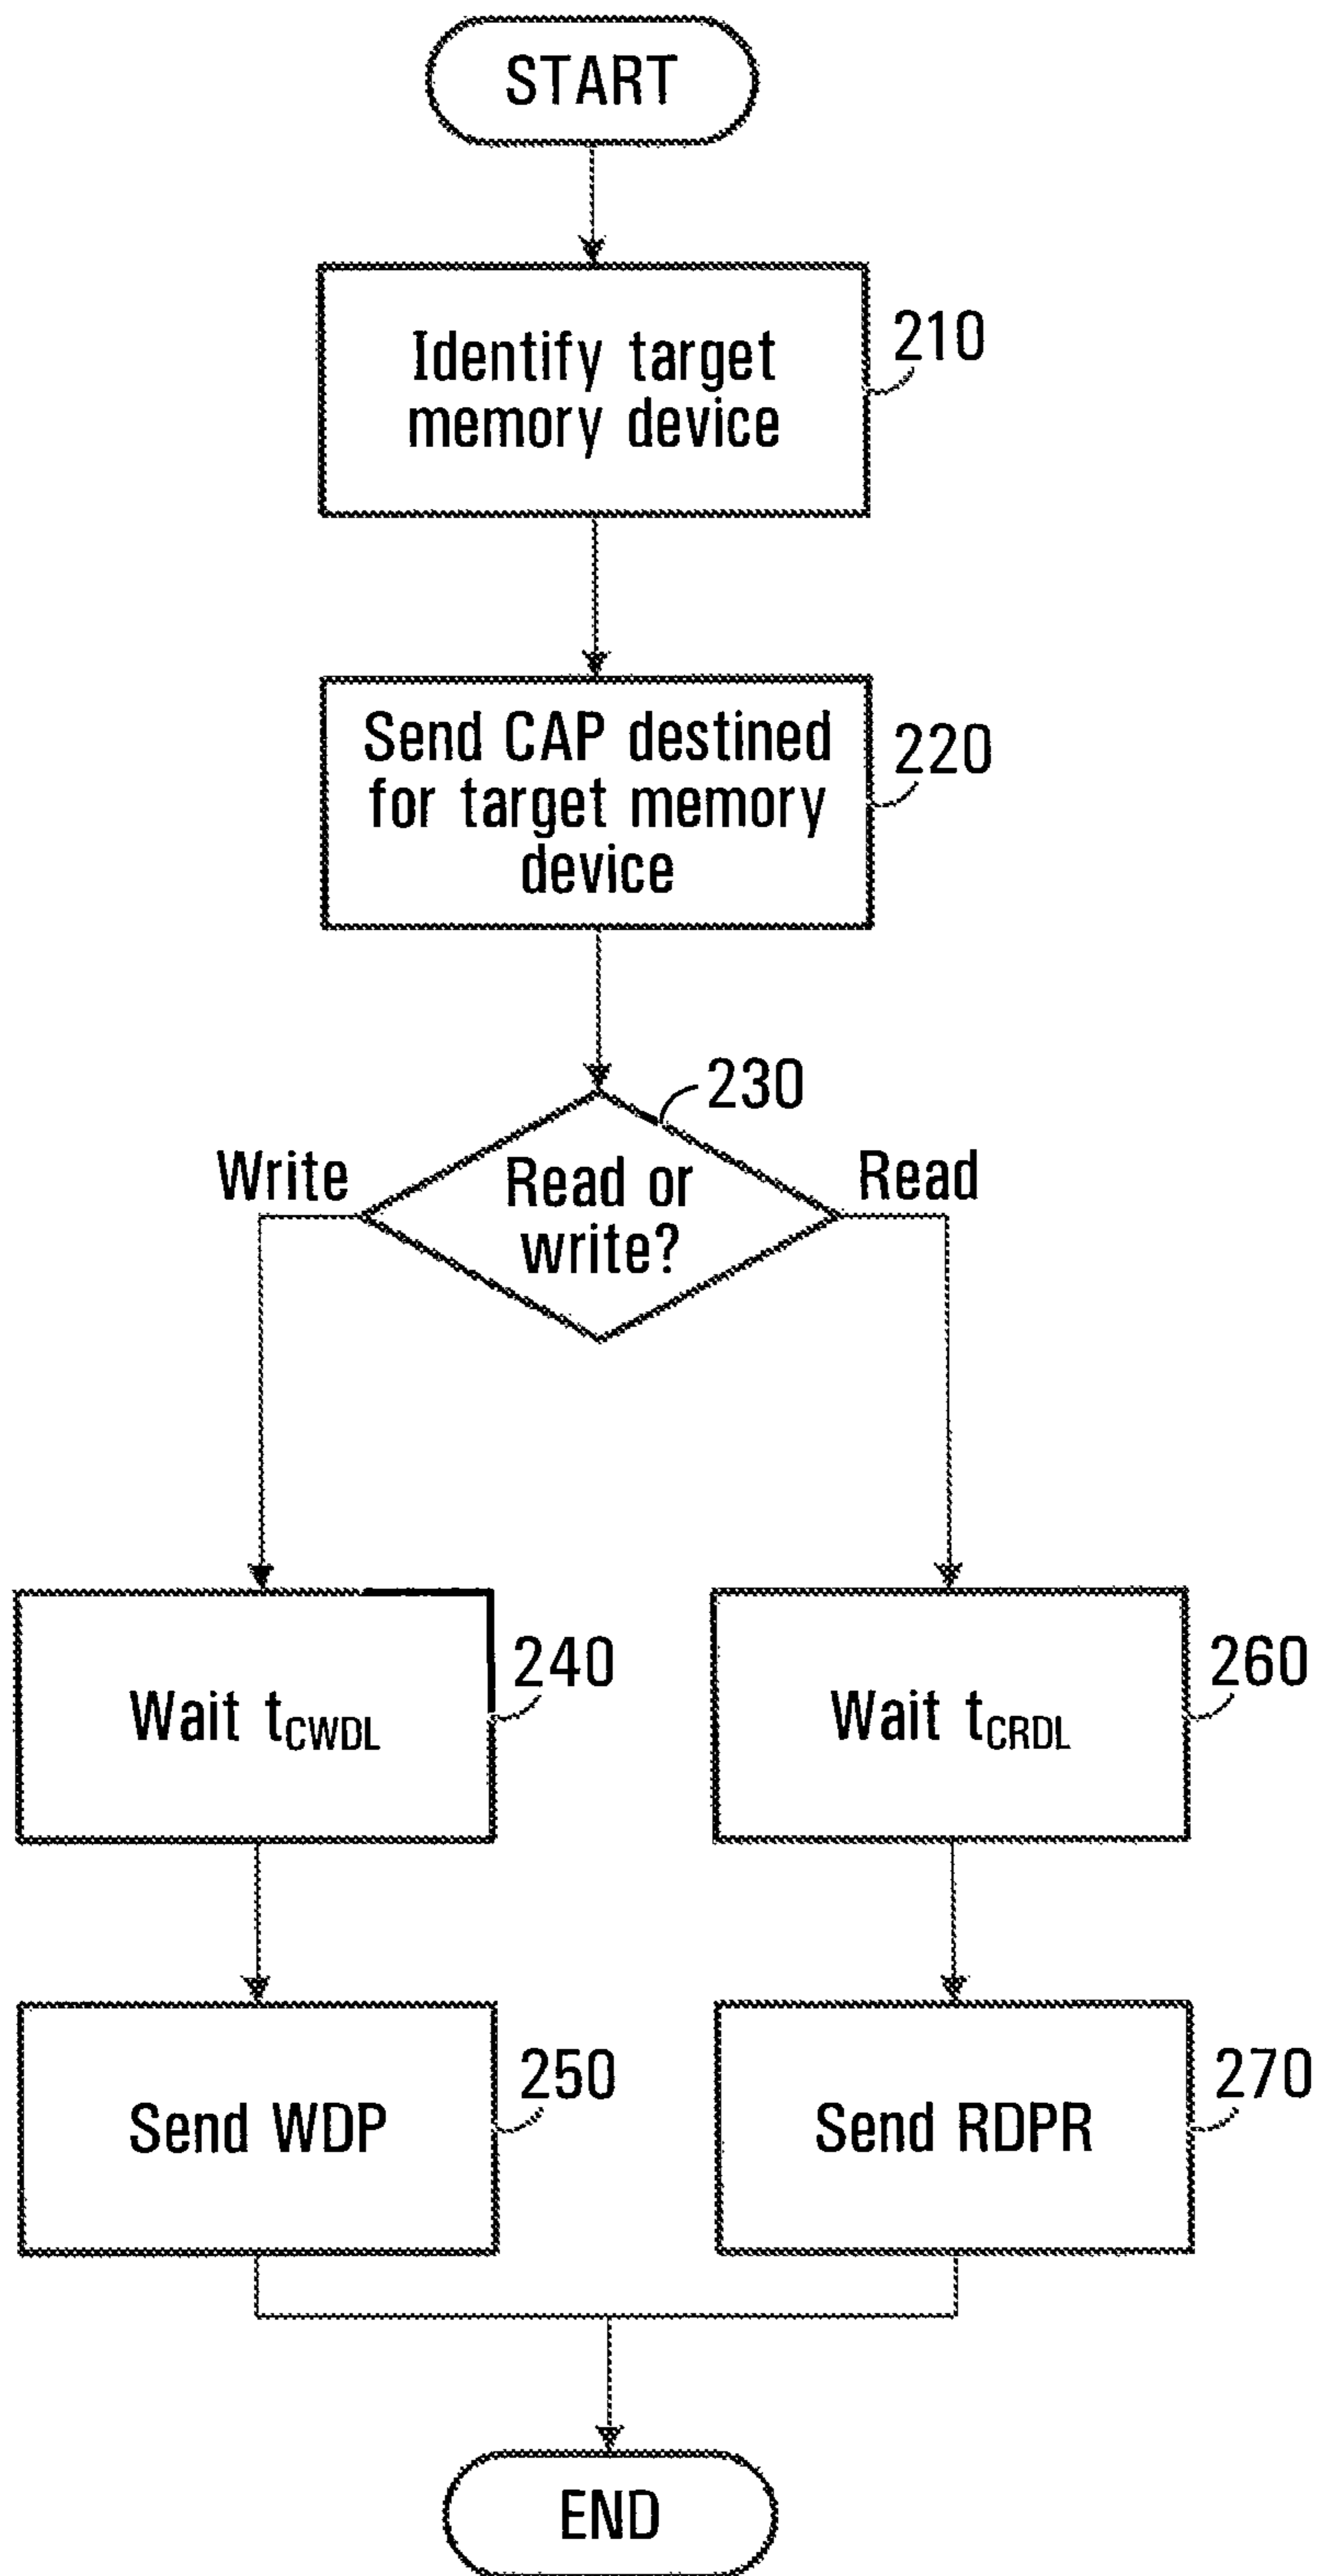 START
Identify target
memory device
210
Send CAP destined
for target memory
device
220
230
Write
Read or
write?
Read
Wait tCWDL
240
Wait tCRDL
260
Send WDP
250
Send RDPR
270
END